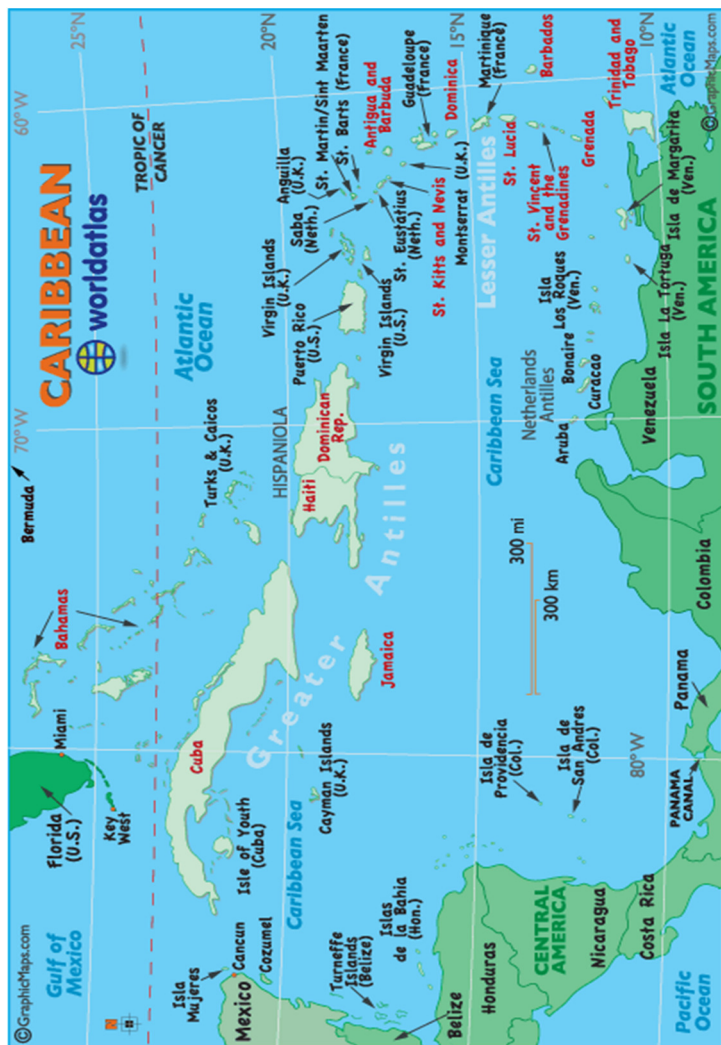 ©GraphicMaps.com
Gulf of
Mexico
Florida
(U.S.)
Miami
Key
West
Bahamas
Bermuda
70°N
25°N
CARIBBEAN
worldatlas
60°W
TROPIC OF
CANCER
Isla
Mujeres
Cancun
Cozumel
Mexico
Cuba
Isle of Youth
(Cuba)
Caribbean Sea
Cayman Islands
(U.K.)
Jamaica
Greater Antilles
Turks & Caicos
(U.K.)
HISPANIOLA
Haiti
Dominican
Rep.
Atlantic
Ocean
20°N
Virgin Islands
(U.K.)
Puerto Rico
(U.S.)
Virgin Islands
(U.S.)
Anguilla
(U.K.)
St. Martin/Sint Maarten
St. Barts (France)
Saba
(Neth.)
St. Eustatius
(Neth.)
Antigua and
Barbuda
St. Kitts and Nevis
Montserrat (U.K.)
Guadeloupe
(France)
Dominica
15°N
Martinique
(France)
Lesser Antilles
St. Lucia
Barbados
St. Vincent
and the
Grenadines
Grenada
Trinidad and
Tobago
10°N
Atlantic
Ocean
Turneffe
Islands
(Belize)
Islas
de la Bahia
(Hon.)
Belize
Honduras
CENTRAL
AMERICA
Nicaragua
Costa Rica
Pacific
Ocean
Isla de
Providencia
(Col.)
Isla de
San Andres
(Col.)
80°W
PANAMA
CANAL
Panama
300 mi
300 km
Colombia
Caribbean Sea
Netherlands
Antilles
Aruba
Curacao
Bonaire
Isla
Los Roques
(Ven.)
Isla La Tortuga
(Ven.)
Isla de Margarita
(Ven.)
Venezuela
SOUTH AMERICA
©GraphicMaps.com